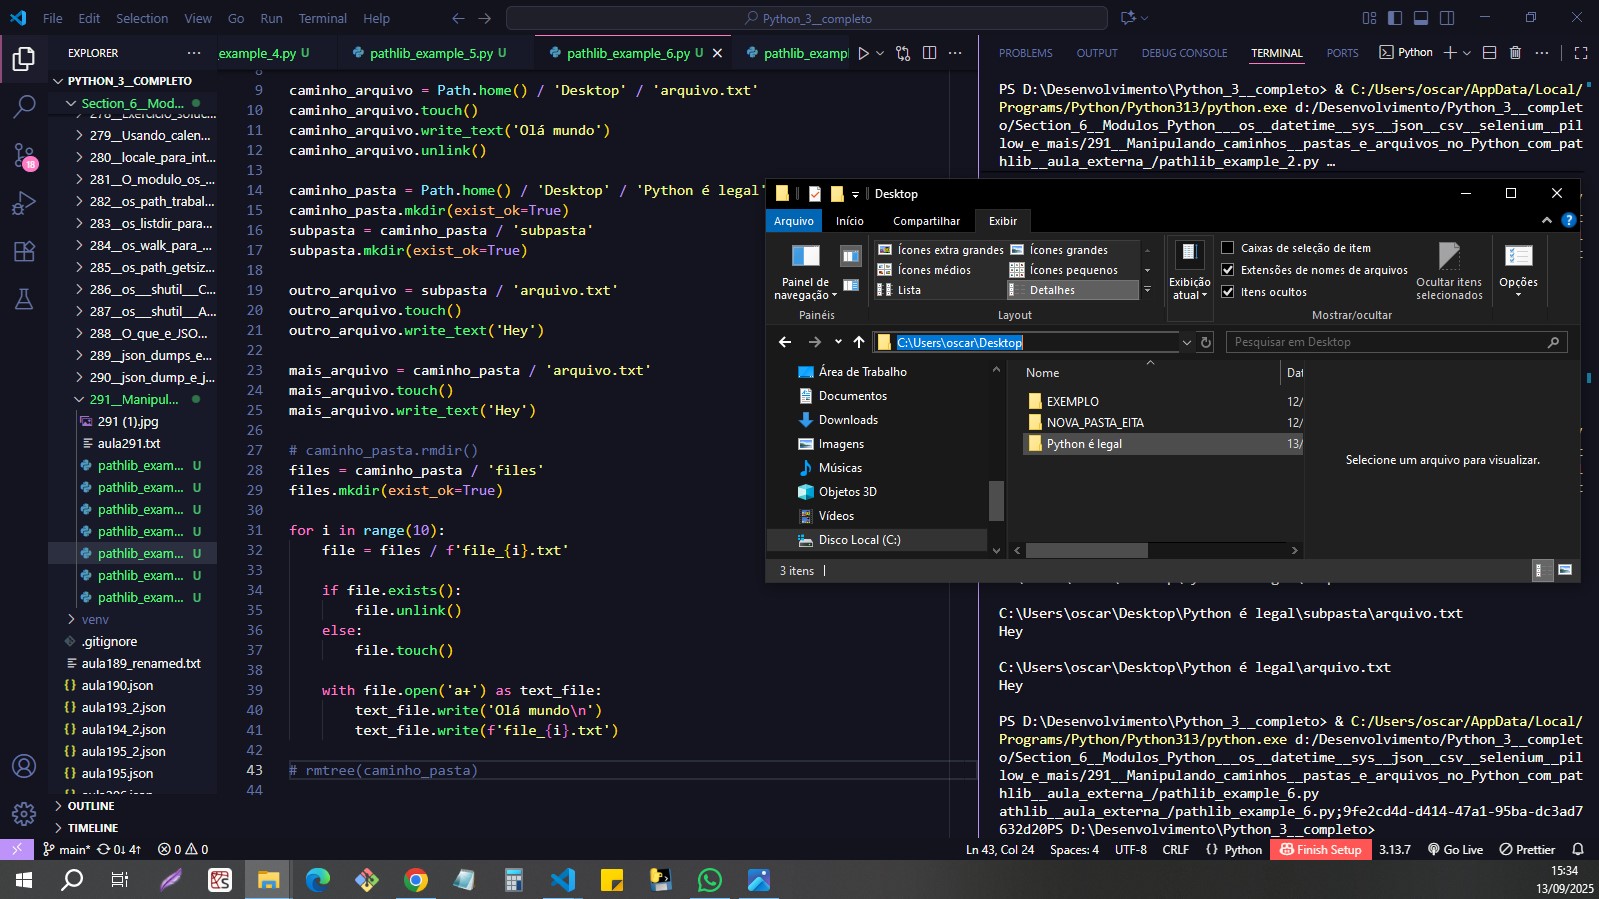 File Edit Selection View Go Run Terminal Help
Python_3__completo
EXPLORER
PYTHON_3__COMPLETO
Section_6__Mod...
279__Usando_calen...
280__locale_para_int...
281__O_modulo_os_...
282__os_path_trabal...
283__os_listdir_para...
284__os_walk_para_...
285__os_path_getsiz...
286__os___shutil___C...
287__os___shutil___A...
288__O_que_e_JSO...
289__json_dumps_e...
290__json_dump_e_j...
291__Manipul...
291 (1).jpg
aula291.txt
pathlib_exam... U
pathlib_exam... U
pathlib_exam... U
pathlib_exam... U
pathlib_exam... U
pathlib_exam... U
pathlib_exam... U
venv
.gitignore
aula189_renamed.txt
aula190.json
aula193_2.json
aula194_2.json
aula195_2.json
aula195.json
OUTLINE
TIMELINE
example_4.py U
pathlib_example_5.py U
pathlib_example_6.py U
pathlib_exampl
9 caminho_arquivo = Path.home() / 'Desktop' / 'arquivo.txt'
10 caminho_arquivo.touch()
11 caminho_arquivo.write_text('Olá mundo')
12 caminho_arquivo.unlink()
13
14 caminho_pasta = Path.home() / 'Desktop' / 'Python é legal'
15 caminho_pasta.mkdir(exist_ok=True)
16 subpasta = caminho_pasta / 'subpasta'
17 subpasta.mkdir(exist_ok=True)
18
19 outro_arquivo = subpasta / 'arquivo.txt'
20 outro_arquivo.touch()
21 outro_arquivo.write_text('Hey')
22
23 mais_arquivo = caminho_pasta / 'arquivo.txt'
24 mais_arquivo.touch()
25 mais_arquivo.write_text('Hey')
26
27 # caminho_pasta.rmdir()
28 files = caminho_pasta / 'files'
29 files.mkdir(exist_ok=True)
30
31 for i in range(10):
32 file = files / f'file_{i}.txt'
33
34 if file.exists():
35 file.unlink()
36 else:
37 file.touch()
38
39 with file.open('a+') as text_file:
40 text_file.write('Olá mundo\n')
41 text_file.write(f'file_{i}.txt')
42
43 # rmtree(caminho_pasta)
44
PROBLEMS OUTPUT DEBUG CONSOLE TERMINAL PORTS Python
PS D:\Desenvolvimento\Python_3__completo> & C:/Users/oscar/AppData/Local/
Programs/Python/Python313/python.exe d:/Desenvolvimento/Python_3__complet
o/Section_6__Modulos_Python___os__datetime__sys__json__csv__selenium__pil
low_e_mais/291__Manipulando_caminhos__pastas_e_arquivos_no_Python_com_pat
hlib__aula_externa_/pathlib_example_2.py …
Desktop
Arquivo Início Compartilhar Exibir
Painel de navegação
Painéis
Ícones extra grandes Ícones grandes
Ícones médios Ícones pequenos
Lista Detalhes
Layout
Exibição atual
Caixas de seleção de item
Extensões de nomes de arquivos
Itens ocultos
Ocultar itens selecionados
Mostrar/ocultar
Opções
C:\Users\oscar\Desktop
Pesquisar em Desktop
Área de Trabalho
Documentos
Downloads
Imagens
Músicas
Objetos 3D
Vídeos
Disco Local (C:)
Nome Dat
EXEMPLO 12/
NOVA_PASTA_EITA 12/
Python é legal 13/
Selecione um arquivo para visualizar.
3 itens
C:\Users\oscar\Desktop\Python é legal\subpasta\arquivo.txt
Hey
C:\Users\oscar\Desktop\Python é legal\arquivo.txt
Hey
PS D:\Desenvolvimento\Python_3__completo> & C:/Users/oscar/AppData/Local/
Programs/Python/Python313/python.exe d:/Desenvolvimento/Python_3__complet
o/Section_6__Modulos_Python___os__datetime__sys__json__csv__selenium__pil
low_e_mais/291__Manipulando_caminhos__pastas_e_arquivos_no_Python_com_pat
hlib__aula_externa_/pathlib_example_6.py
athlib__aula_externa_/pathlib_example_6.py;9fe2cd4d-d414-47a1-95ba-dc3ad7
632d20PS D:\Desenvolvimento\Python_3__completo>
main* 0↓ 4↑ 0 0
Ln 43, Col 24 Spaces: 4 UTF-8 CRLF {} Python Finish Setup 3.13.7 Go Live Prettier
18
15:34
13/09/2025